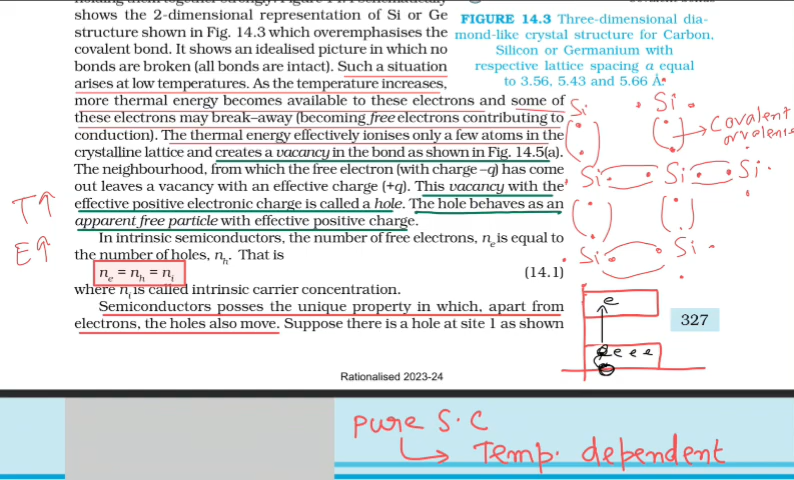 shows the 2-dimensional representation of Si or Ge
structure shown in Fig. 14.3 which overemphasises the
covalent bond. It shows an idealised picture in which no
bonds are broken (all bonds are intact). Such a situation
arises at low temperatures. As the temperature increases,
more thermal energy becomes available to these electrons and some of
these electrons may break–away (becoming free electrons contributing to
conduction). The thermal energy effectively ionises only a few atoms in the
crystalline lattice and creates a vacancy in the bond as shown in Fig. 14.5(a).
The neighbourhood, from which the free electron (with charge –q) has come
out leaves a vacancy with an effective charge (+q). This vacancy with the
effective positive electronic charge is called a hole. The hole behaves as an
apparent free particle with effective positive charge.
In intrinsic semiconductors, the number of free electrons, ne is equal to
the number of holes, nh. That is
ne = nh = ni
(14.1)
where ni is called intrinsic carrier concentration.
Semiconductors posses the unique property in which, apart from
electrons, the holes also move. Suppose there is a hole at site 1 as shown
FIGURE 14.3 Three-dimensional dia-
mond-like crystal structure for Carbon,
Silicon or Germanium with
respective lattice spacing a equal
to 3.56, 5.43 and 5.66 Å.
Si Si
Covalent
Si Si Si
Si Si
T↑
E↑
e
e e e e
327
Rationalised 2023-24
Pure S.C
Temp. dependent